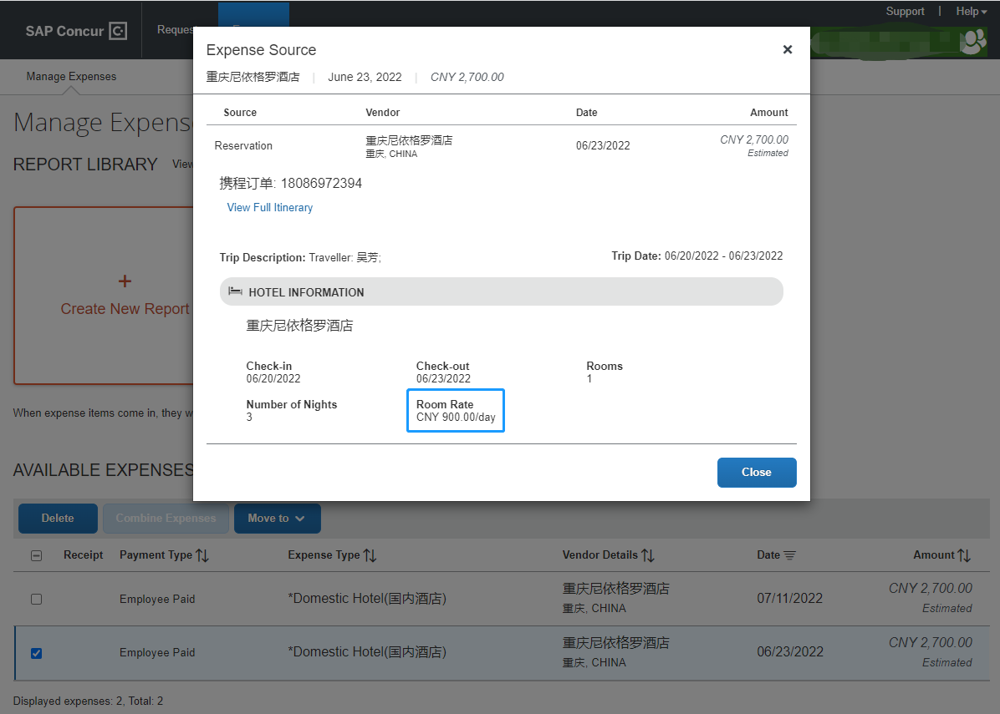 SAP Concur
Reques
Support | Help
Manage Expenses
Manage Expens
REPORT LIBRARY View
Create New Report
When expense items come in, they w
Expense Source
重庆尼依格罗酒店 | June 23, 2022 | CNY 2,700.00
Source Vendor Date Amount
Reservation 重庆尼依格罗酒店 06/23/2022 CNY 2,700.00
重庆, CHINA Estimated
携程订单: 18086972394
View Full Itinerary
Trip Description: Traveller: 吴芳; Trip Date: 06/20/2022 - 06/23/2022
HOTEL INFORMATION
重庆尼依格罗酒店
Check-in Check-out Rooms
06/20/2022 06/23/2022 1
Number of Nights Room Rate
3 CNY 900.00/day
Close
AVAILABLE EXPENSES
Delete Combine Expenses Move to
Receipt Payment Type Expense Type Vendor Details Date Amount
Employee Paid *Domestic Hotel(国内酒店) 重庆尼依格罗酒店 07/11/2022 CNY 2,700.00
重庆, CHINA Estimated
Employee Paid *Domestic Hotel(国内酒店) 重庆尼依格罗酒店 06/23/2022 CNY 2,700.00
重庆, CHINA Estimated
Displayed expenses: 2, Total: 2